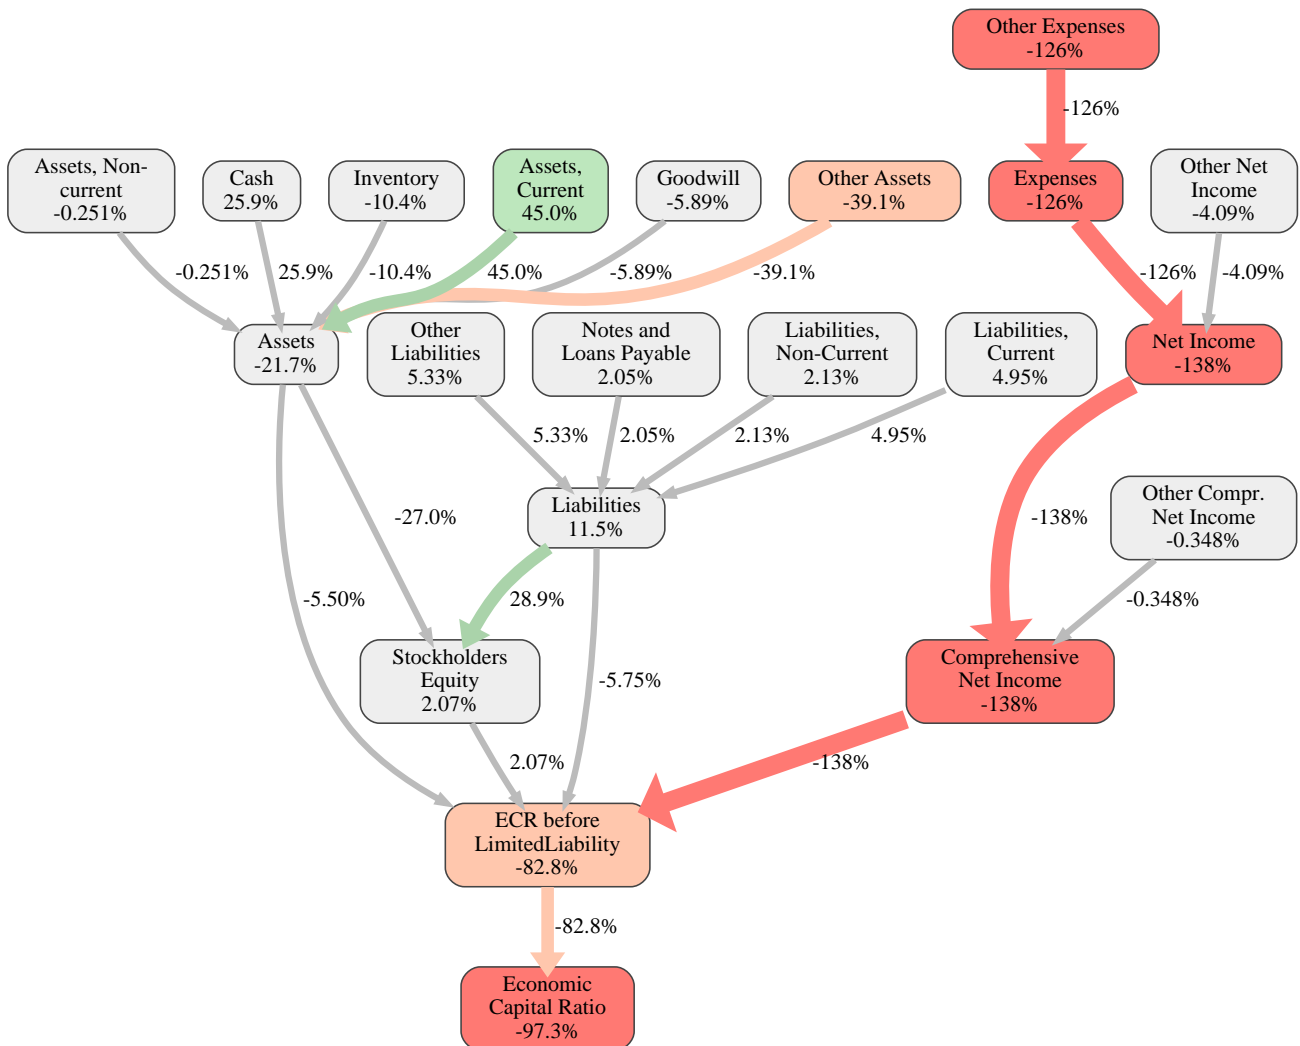 Other Expenses
-126%
-126%
Assets, Non-
current
-0.251%
Cash
25.9%
Inventory
-10.4%
Assets,
Current
45.0%
Goodwill
-5.89%
Other Assets
-39.1%
Expenses
-126%
Other Net
Income
-4.09%
-0.251%
25.9%
-10.4%
45.0%
-5.89%
-39.1%
-126%
-4.09%
Assets
-21.7%
Other
Liabilities
5.33%
Notes and
Loans Payable
2.05%
Liabilities,
Non-Current
2.13%
Liabilities,
Current
4.95%
Net Income
-138%
5.33%
2.05%
2.13%
4.95%
-27.0%
Liabilities
11.5%
-138%
Other Compr.
Net Income
-0.348%
-5.50%
28.9%
-0.348%
Stockholders
Equity
2.07%
-5.75%
Comprehensive
Net Income
-138%
2.07%
-138%
ECR before
LimitedLiability
-82.8%
-82.8%
Economic
Capital Ratio
-97.3%